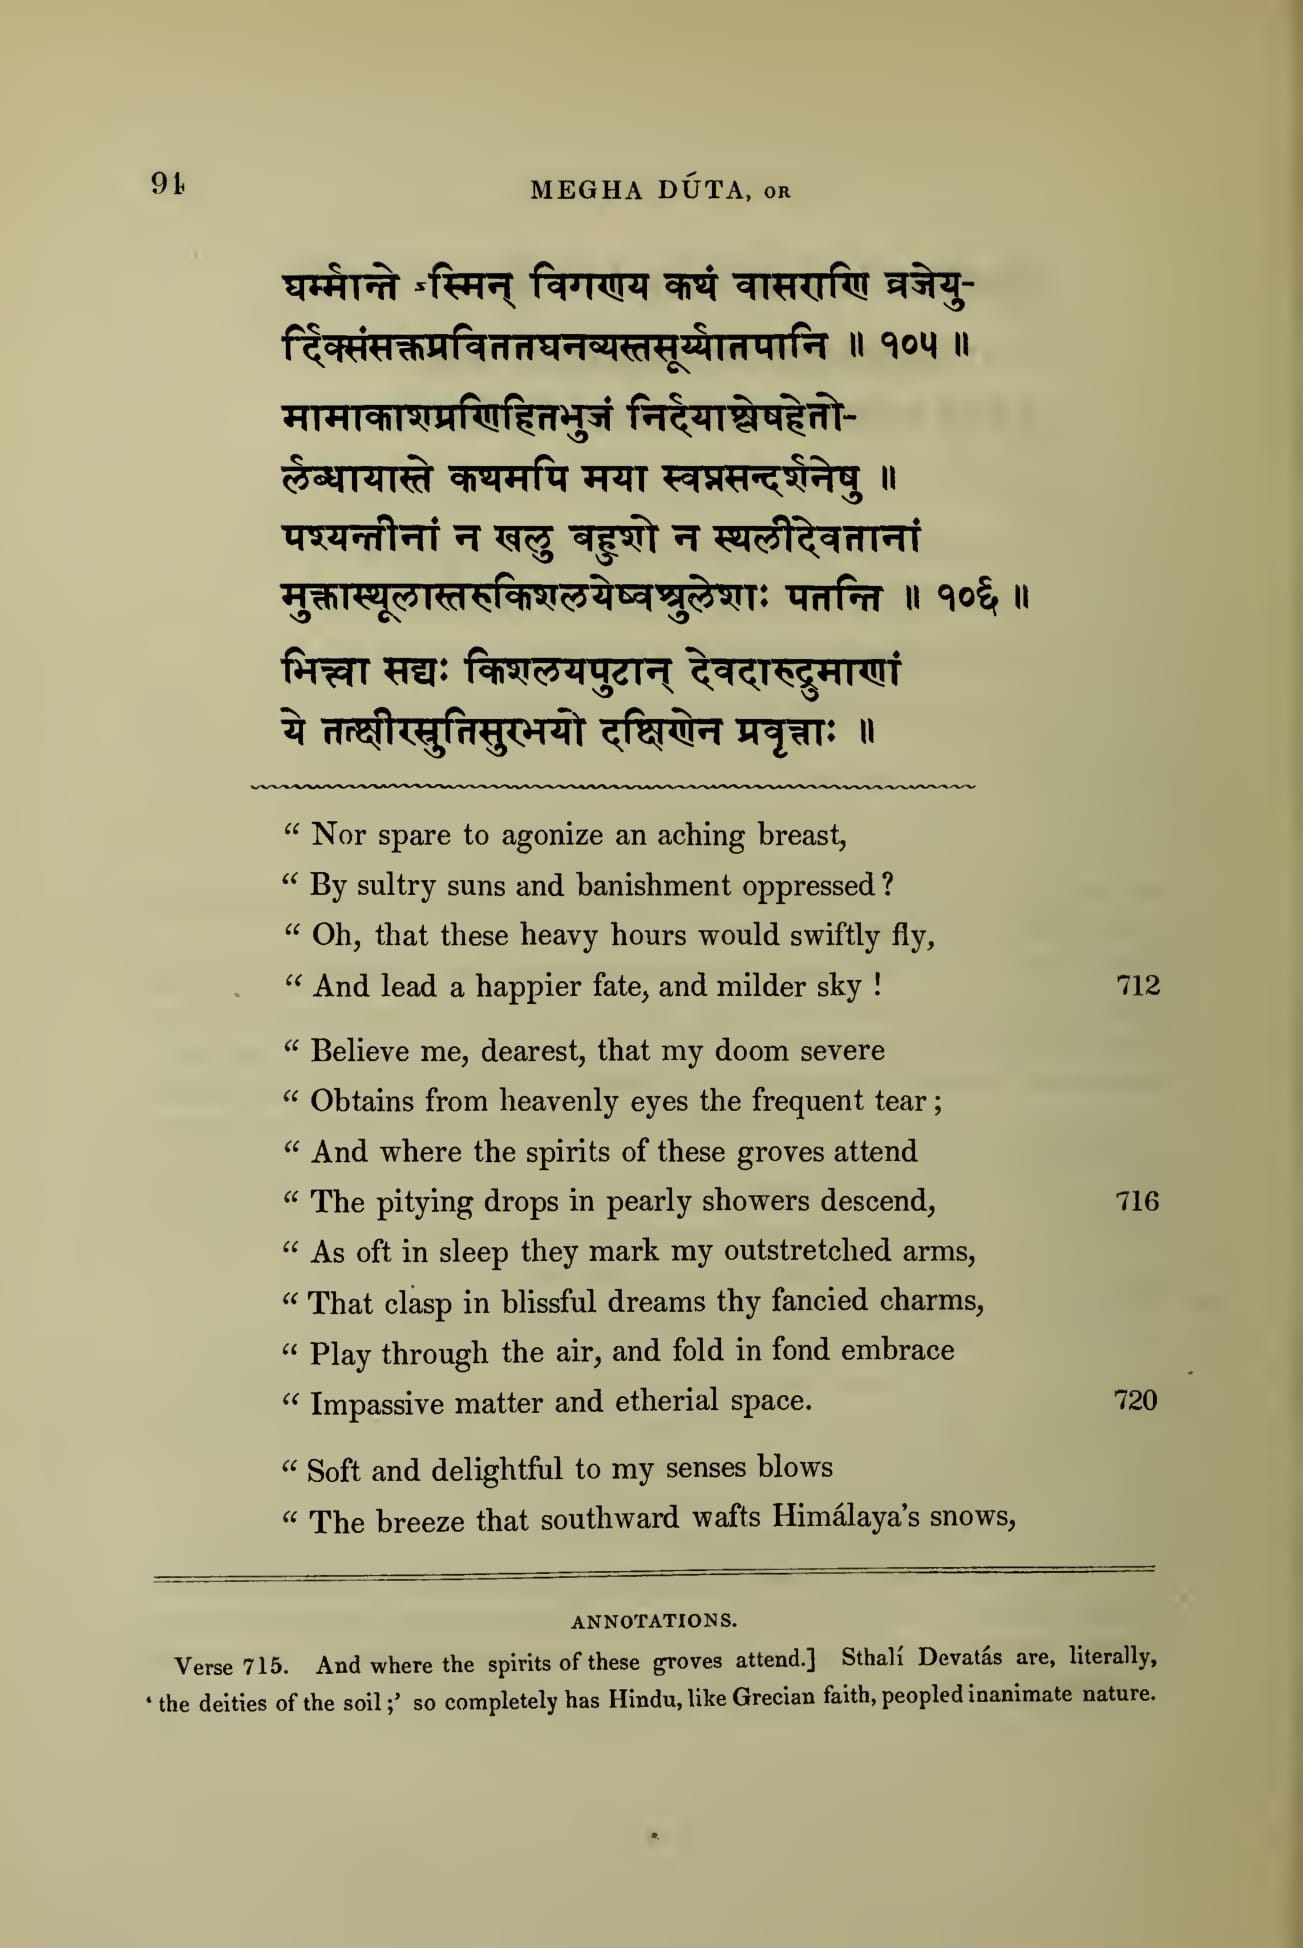 94
MEGHA DÚTA, OR
घर्म्मान्ते ऽस्मिन् विगणय कथं वासराणि व्रजेयु-
र्दिक्संसक्तप्रविततघनव्यस्तसूर्य्यातपानि ॥ १०५ ॥
मामाकाशप्रणिहितभुजं निर्दयाश्लेषहेतो-
र्लब्धायास्ते कथमपि मया स्वप्नसन्दर्शनेषु ॥
पश्यन्तीनां न खलु बहुशो न स्थलीदेवतानां
मुक्तास्थूलास्तरुकिशलयेष्वश्रुलेशाः पतन्ति ॥ १०६ ॥
भित्त्वा सद्यः किशलयपुटान् देवदारुद्रुमाणां
ये तत्क्षीरस्रुतिसुरभयो दक्षिणेन प्रवृत्ताः ॥
“ Nor spare to agonize an aching breast,
“ By sultry suns and banishment oppressed ?
“ Oh, that these heavy hours would swiftly fly,
“ And lead a happier fate, and milder sky ! 712
“ Believe me, dearest, that my doom severe
“ Obtains from heavenly eyes the frequent tear ;
“ And where the spirits of these groves attend
“ The pitying drops in pearly showers descend, 716
“ As oft in sleep they mark my outstretched arms,
“ That clasp in blissful dreams thy fancied charms,
“ Play through the air, and fold in fond embrace
“ Impassive matter and etherial space. 720
“ Soft and delightful to my senses blows
“ The breeze that southward wafts Himálaya’s snows,
ANNOTATIONS.
Verse 715. And where the spirits of these groves attend.] Sthalí Devatás are, literally,
‘ the deities of the soil ;’ so completely has Hindu, like Grecian faith, peopled inanimate nature.